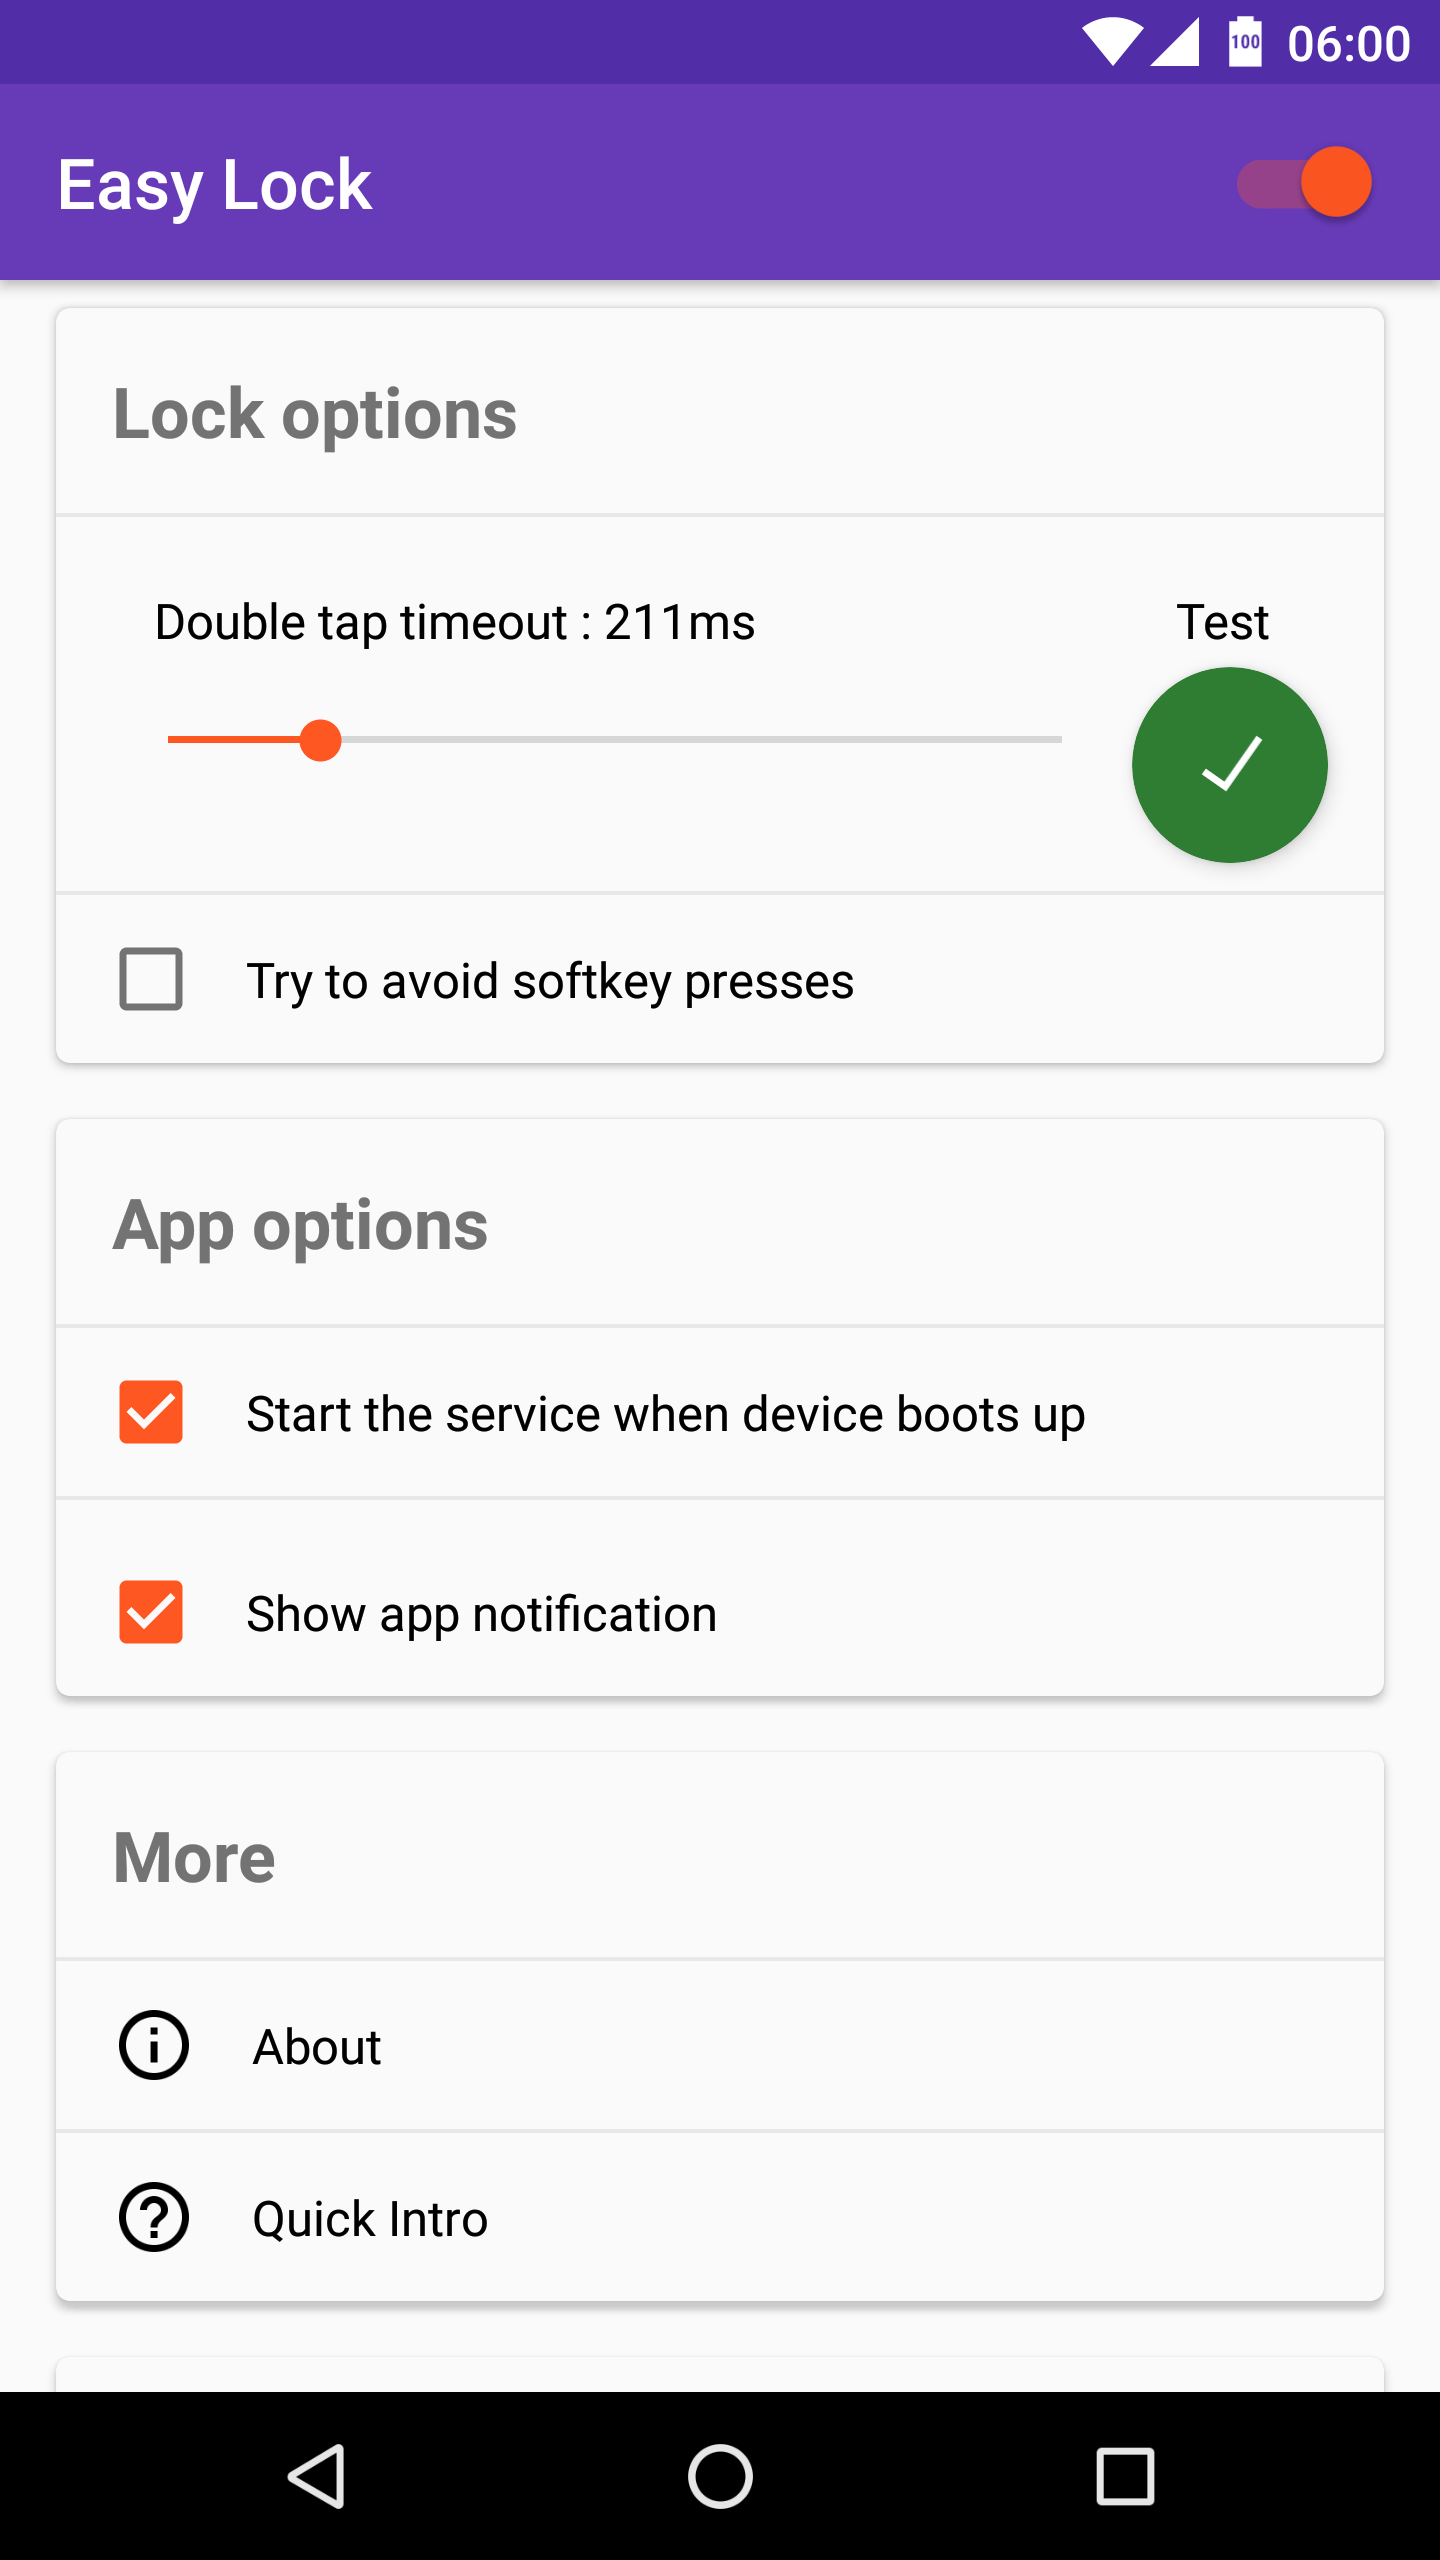 100 06:00
Easy Lock
Lock options
Double tap timeout : 211ms
Test
Try to avoid softkey presses
App options
Start the service when device boots up
Show app notification
More
About
Quick Intro